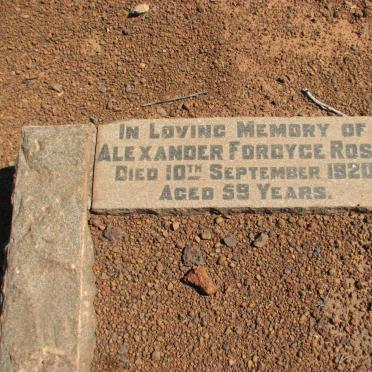 In Loving Memory of
Alexander Fordyce Ros
Died 10th September 1920
Aged 59 Years.